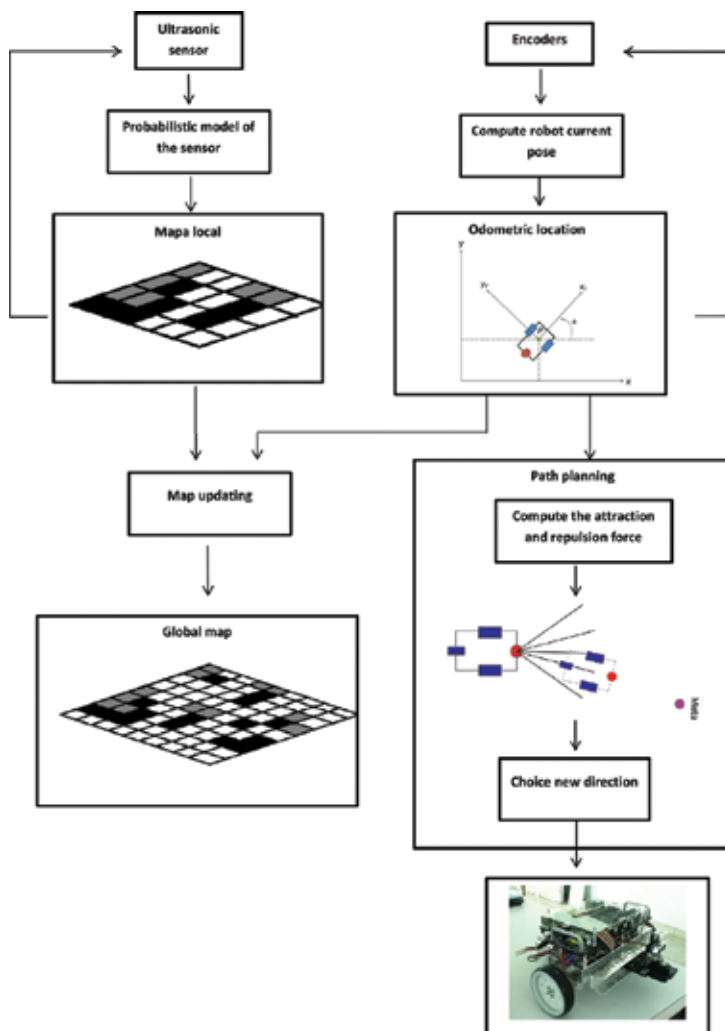 Ultrasonic
sensor
Encoders
Probabilistic model of
the sensor
Compute robot current
pose
Mapa local
Odometric location
y
x
Map updating
Path planning
Compute the attraction
and repulsion force
Global map
Meta
Choice new direction